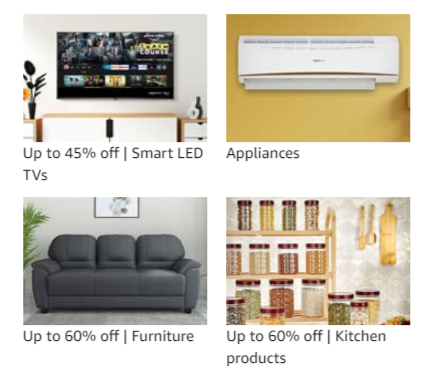 Up to 45% off | Smart LED
TVs
Appliances
Up to 60% off | Furniture
Up to 60% off | Kitchen
products